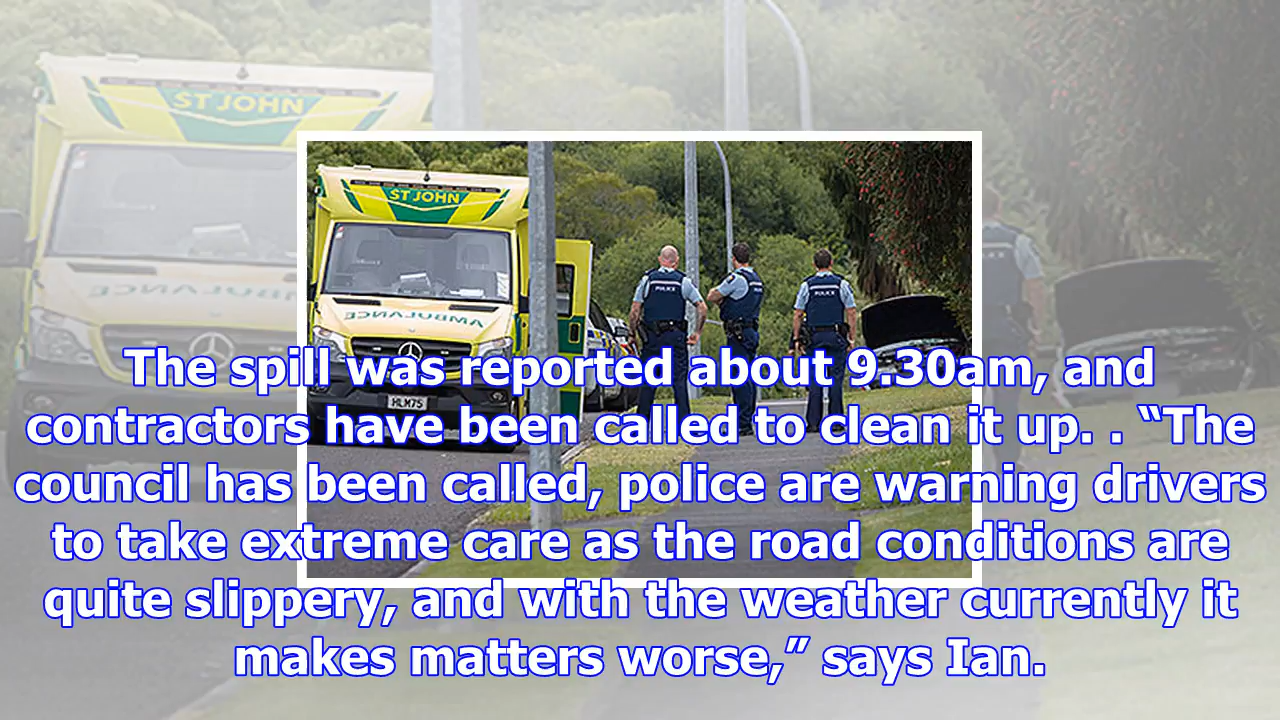 ST JOHN
ST JOHN
AMBULANCE
POLICE
POLICE
HLM75
The spill was reported about 9.30am, and
contractors have been called to clean it up. . “The
council has been called, police are warning drivers
to take extreme care as the road conditions are
quite slippery, and with the weather currently it
makes matters worse,” says Ian.